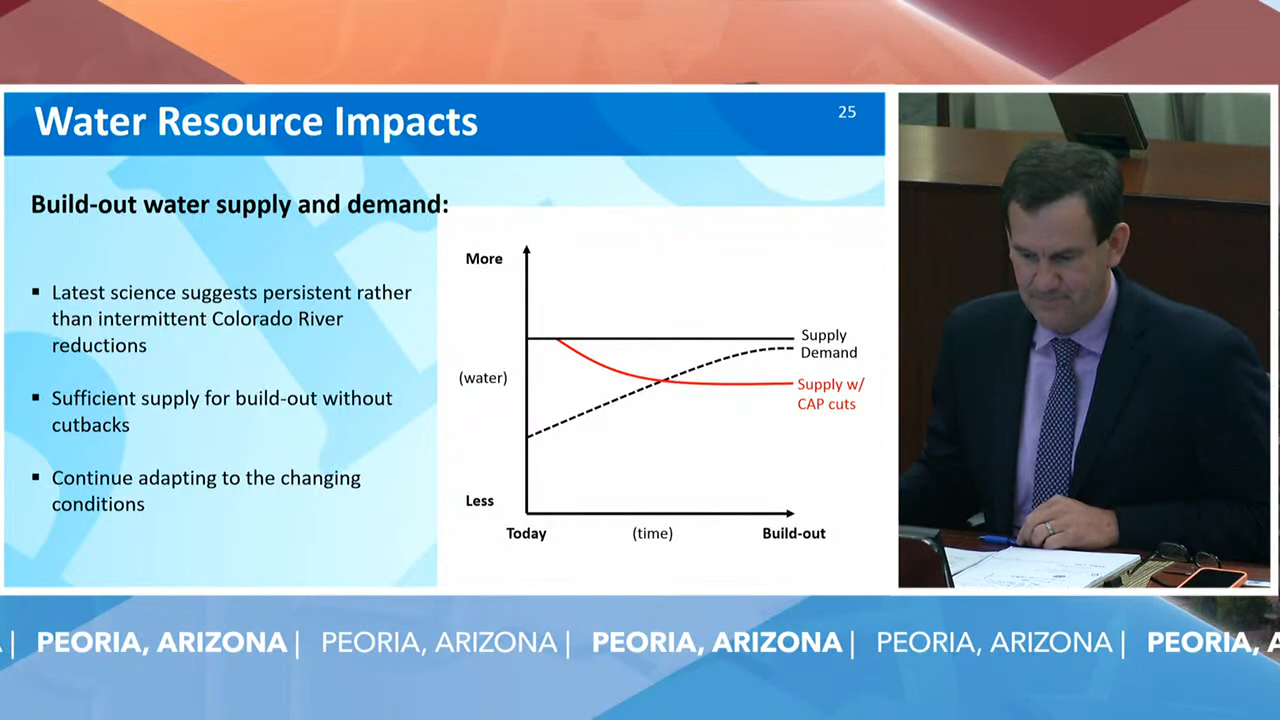 Water Resource Impacts
25
Build-out water supply and demand:
▪ Latest science suggests persistent rather
than intermittent Colorado River
reductions
▪ Sufficient supply for build-out without
cutbacks
▪ Continue adapting to the changing
conditions
More
(water)
Less
Supply
Demand
Supply w/
CAP cuts
Today
(time)
Build-out
| PEORIA, ARIZONA | PEORIA, ARIZONA | PEORIA, ARIZONA | PEORIA, ARIZONA | PEORIA, A